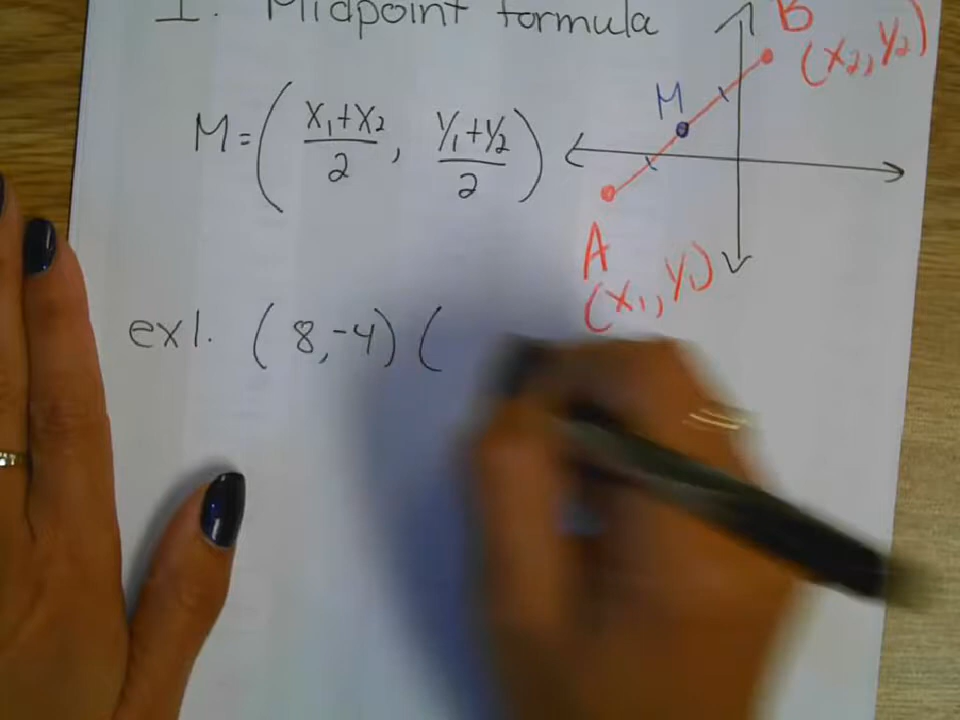 I. Midpoint formula
B
(x₂, y₂)
M
M = ( x₁+x₂ / 2 , y₁+y₂ / 2 )
A
(x₁, y₁)
ex1. ( 8, -4) (